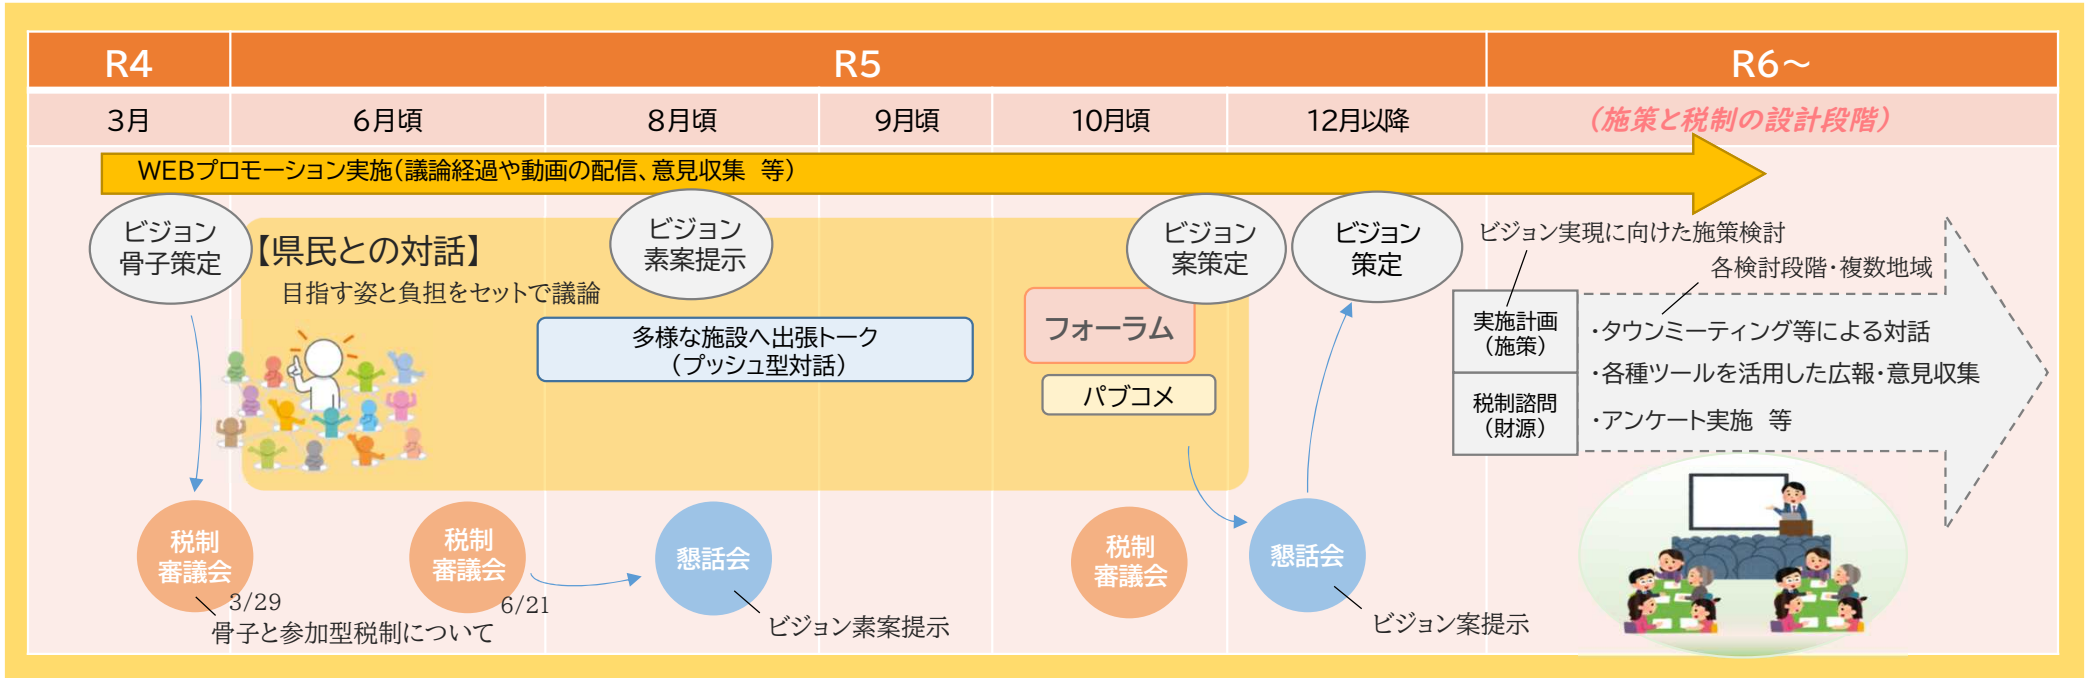 R4
R5
R6～
3月
6月頃
8月頃
9月頃
10月頃
12月以降
（施策と税制の設計段階）
WEBプロモーション実施（議論経過や動画の配信、意見収集　等）
ビジョン
骨子策定
【県民との対話】
目指す姿と負担をセットで議論
ビジョン
素案提示
ビジョン
案策定
ビジョン
策定
多様な施設へ出張トーク
（プッシュ型対話）
フォーラム
パブコメ
ビジョン実現に向けた施策検討
各検討段階・複数地域
実施計画
（施策）
税制諮問
（財源）
・タウンミーティング等による対話
・各種ツールを活用した広報・意見収集
・アンケート実施　等
税制
審議会
3/29
骨子と参加型税制について
税制
審議会
6/21
懇話会
ビジョン素案提示
税制
審議会
懇話会
ビジョン案提示